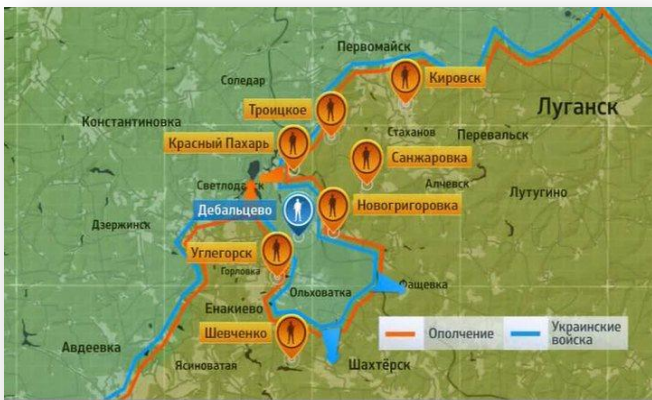 Первомайск
Кировск
Соледар
Троицкое
Луганск
Константиновка
Стаханов
Перевальск
Красный Пахарь
Санжаровка
Светлодарск
Алчевск
Лутугино
Дебальцево
Новогригоровка
Дзержинск
Углегорск
Горловка
Фащевка
Ольховатка
Енакиево
Шевченко
Ополчение
Украинские
войска
Авдеевка
Ясиноватая
Шахтёрск